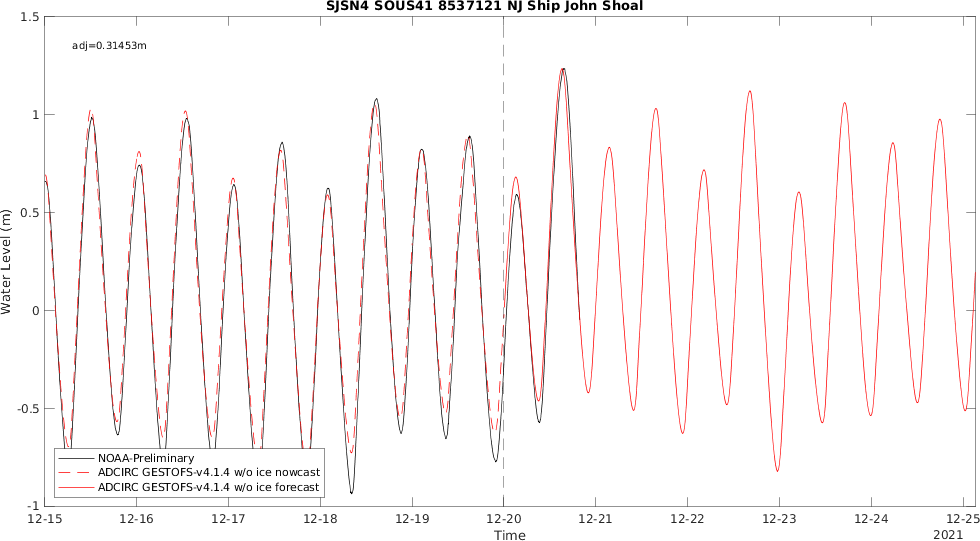 SJSN4 SOUS41 8537121 NJ Ship John Shoal
adj=0.31453m
1.5
1
0.5
0
-0.5
-1
Water Level (m)
NOAA-Preliminary
ADCIRC GESTOFS-v4.1.4 w/o ice nowcast
ADCIRC GESTOFS-v4.1.4 w/o ice forecast
12-15 12-16 12-17 12-18 12-19 12-20 12-21 12-22 12-23 12-24 12-25
Time
2021